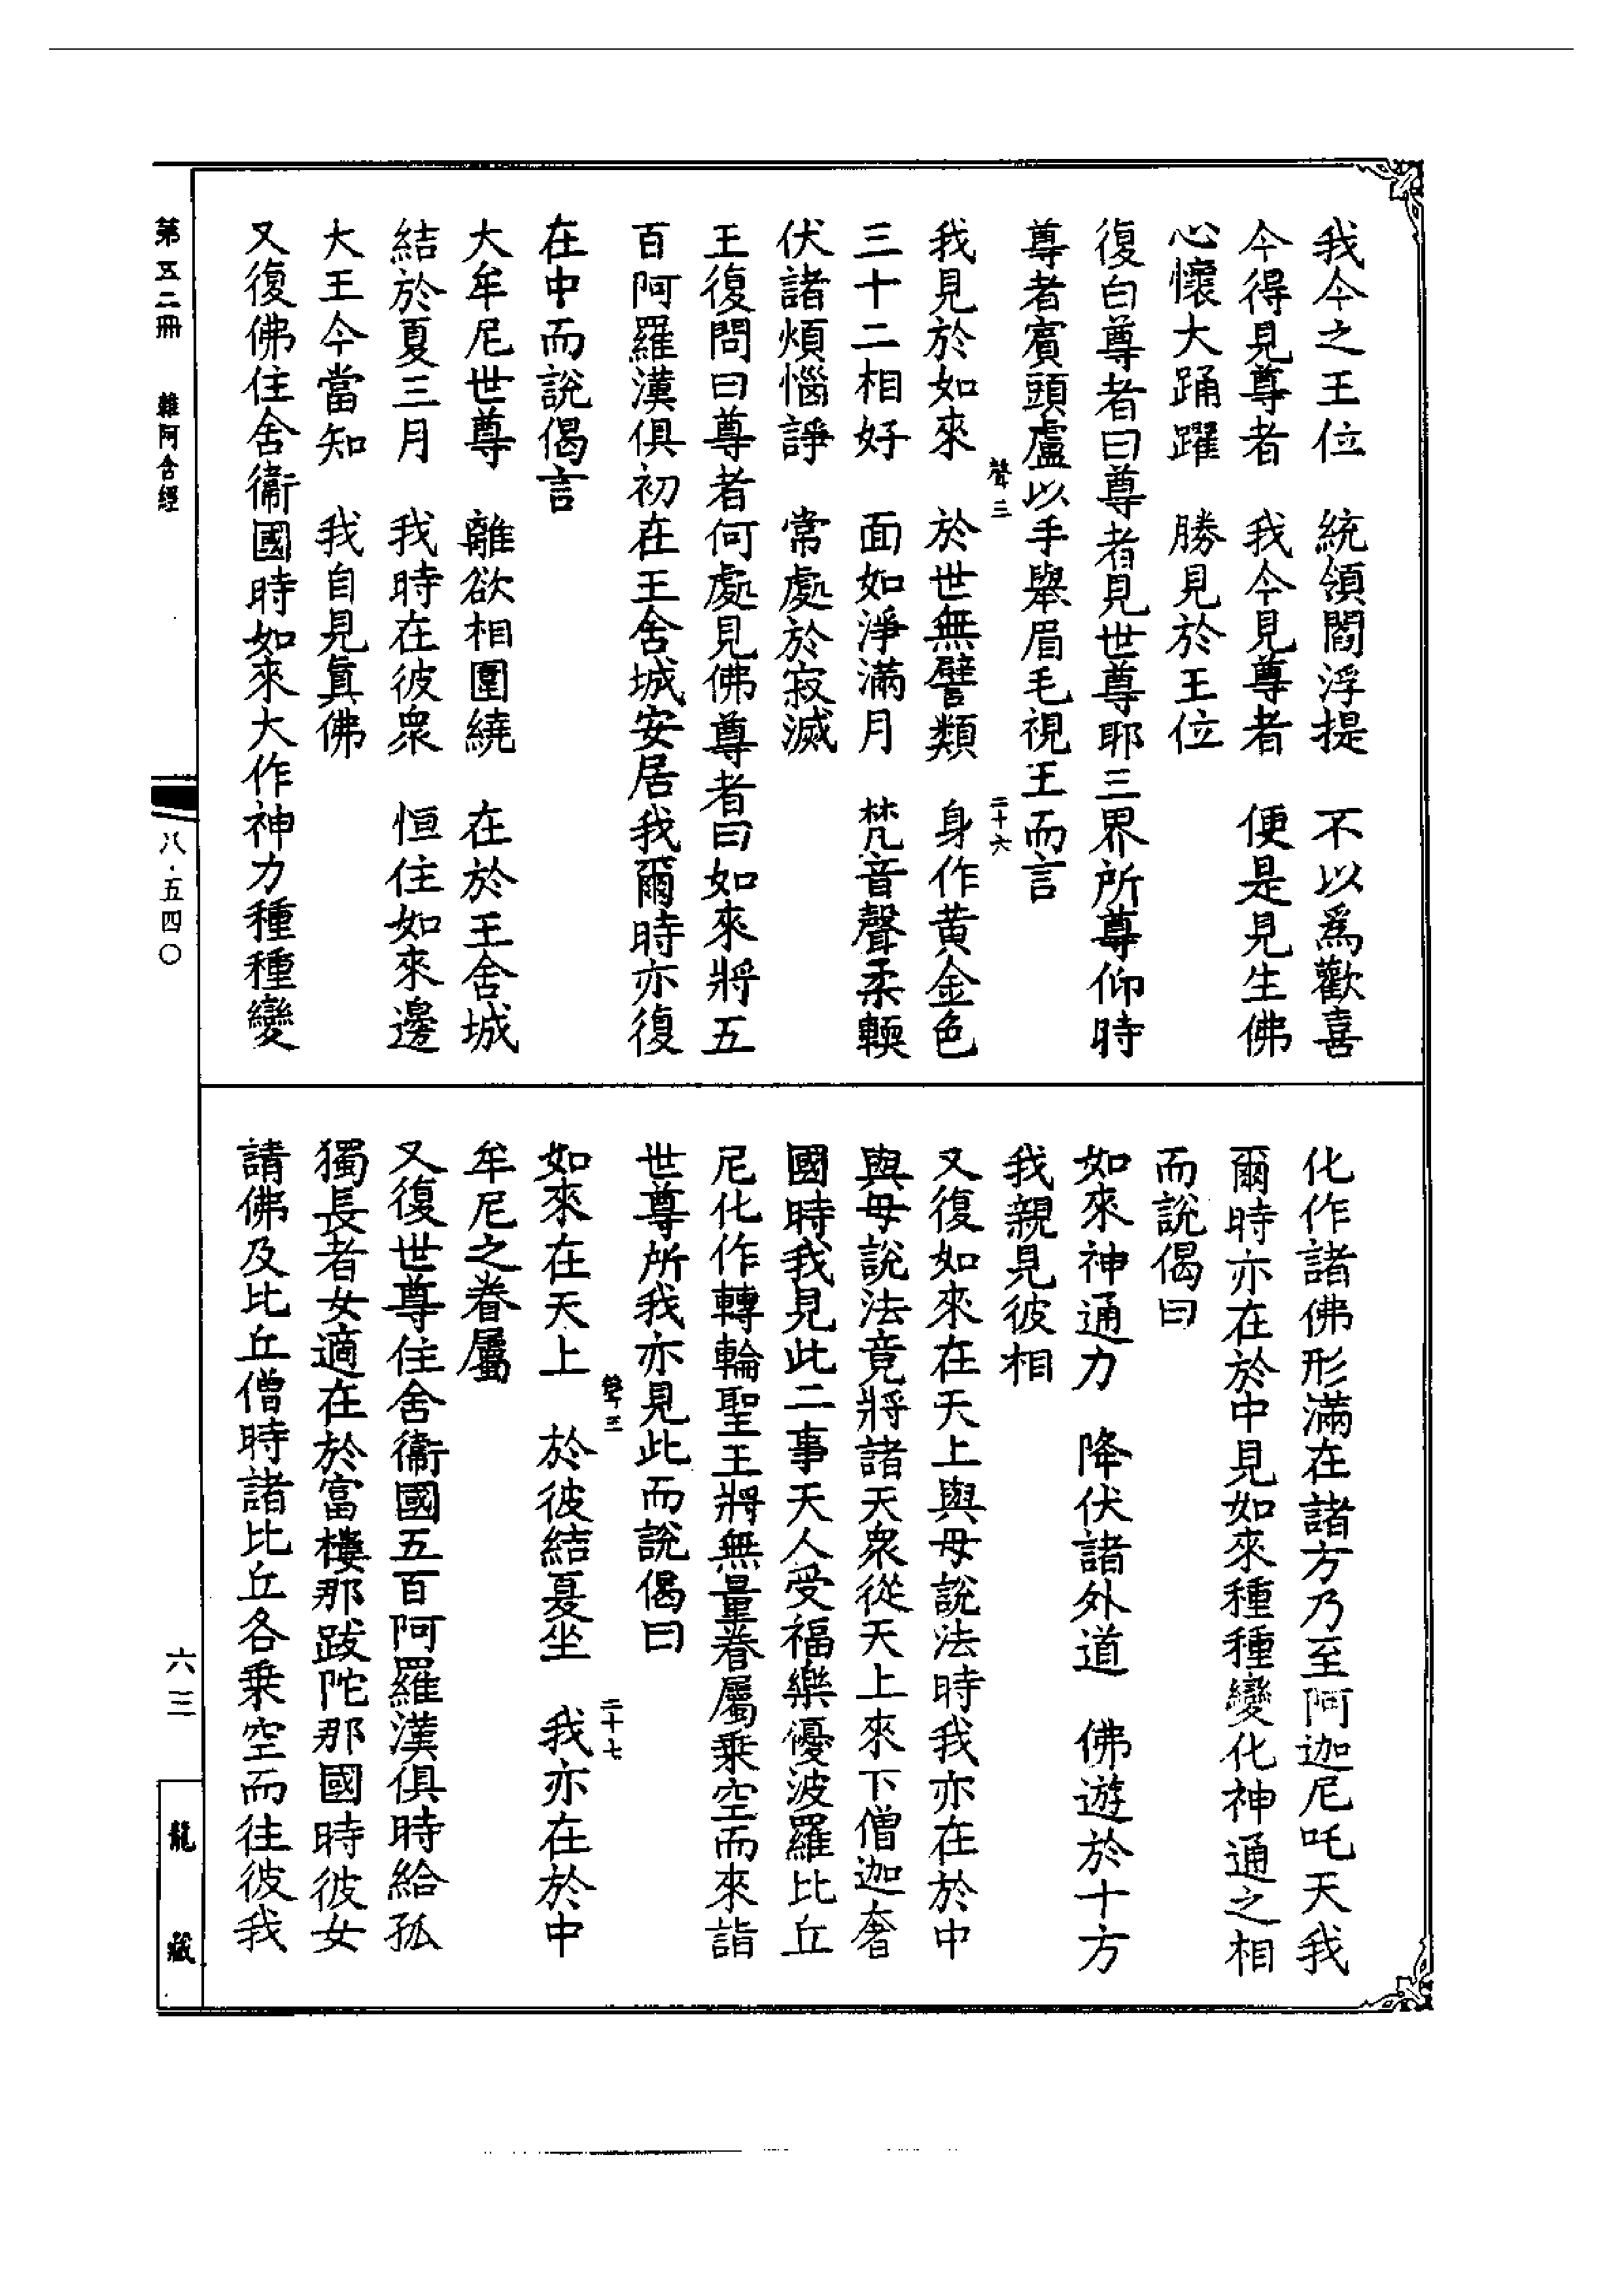 我今之王位　統領閻浮提　不以爲歡喜
今得見尊者　我今見尊者　便是見生佛
心懷大踊躍　勝見於王位
復白尊者曰尊者見世尊耶三界所尊仰時
尊者賓頭盧以手舉眉毛視王而言
聲三　二十六
我見於如來　於世無譬類　身作黃金色
三十二相好　面如淨滿月　梵音聲柔輭
伏諸煩惱諍　常處於寂滅
王復問曰尊者何處見佛尊者曰如來將五
百阿羅漢俱初在王舍城安居我爾時亦復
在中而說偈言
大牟尼世尊　離欲相圍繞　在於王舍城
結於夏三月　我時在彼衆　恒住如來邊
大王今當知　我自見真佛
又復佛住舍衞國時如來大作神力種種變
化作諸佛形滿在諸方乃至阿迦尼吒天我
爾時亦在於中見如來種種變化神通之相
而說偈曰
如來神通力　降伏諸外道　佛遊於十方
我親見彼相
又復如來在天上與母說法時我亦在於中
與母說法竟將諸天衆從天上來下僧迦奢
國時我見此二事天人受福樂優波羅比丘
尼化作轉輪聖王將無量眷屬乘空而來詣
世尊所我亦見此而說偈曰
聲三　二十七
如來在天上　於彼結夏坐　我亦在於中
牟尼之眷屬
又復世尊住舍衞國五百阿羅漢俱時給孤
獨長者女適在於富樓那跋陀那國時彼女
請佛及比丘僧時諸比丘各乘空而往彼我
第五二冊　雜阿含經
八·五四〇
六三
龍藏